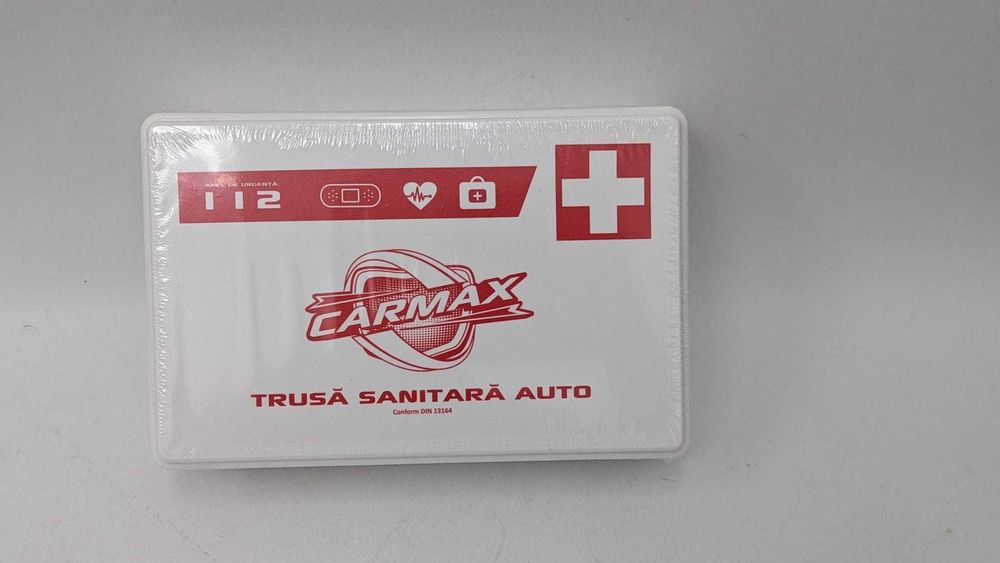 APEL DE URGENȚĂ
112
CARMAX
TRUSĂ SANITARĂ AUTO
Conform DIN 13164